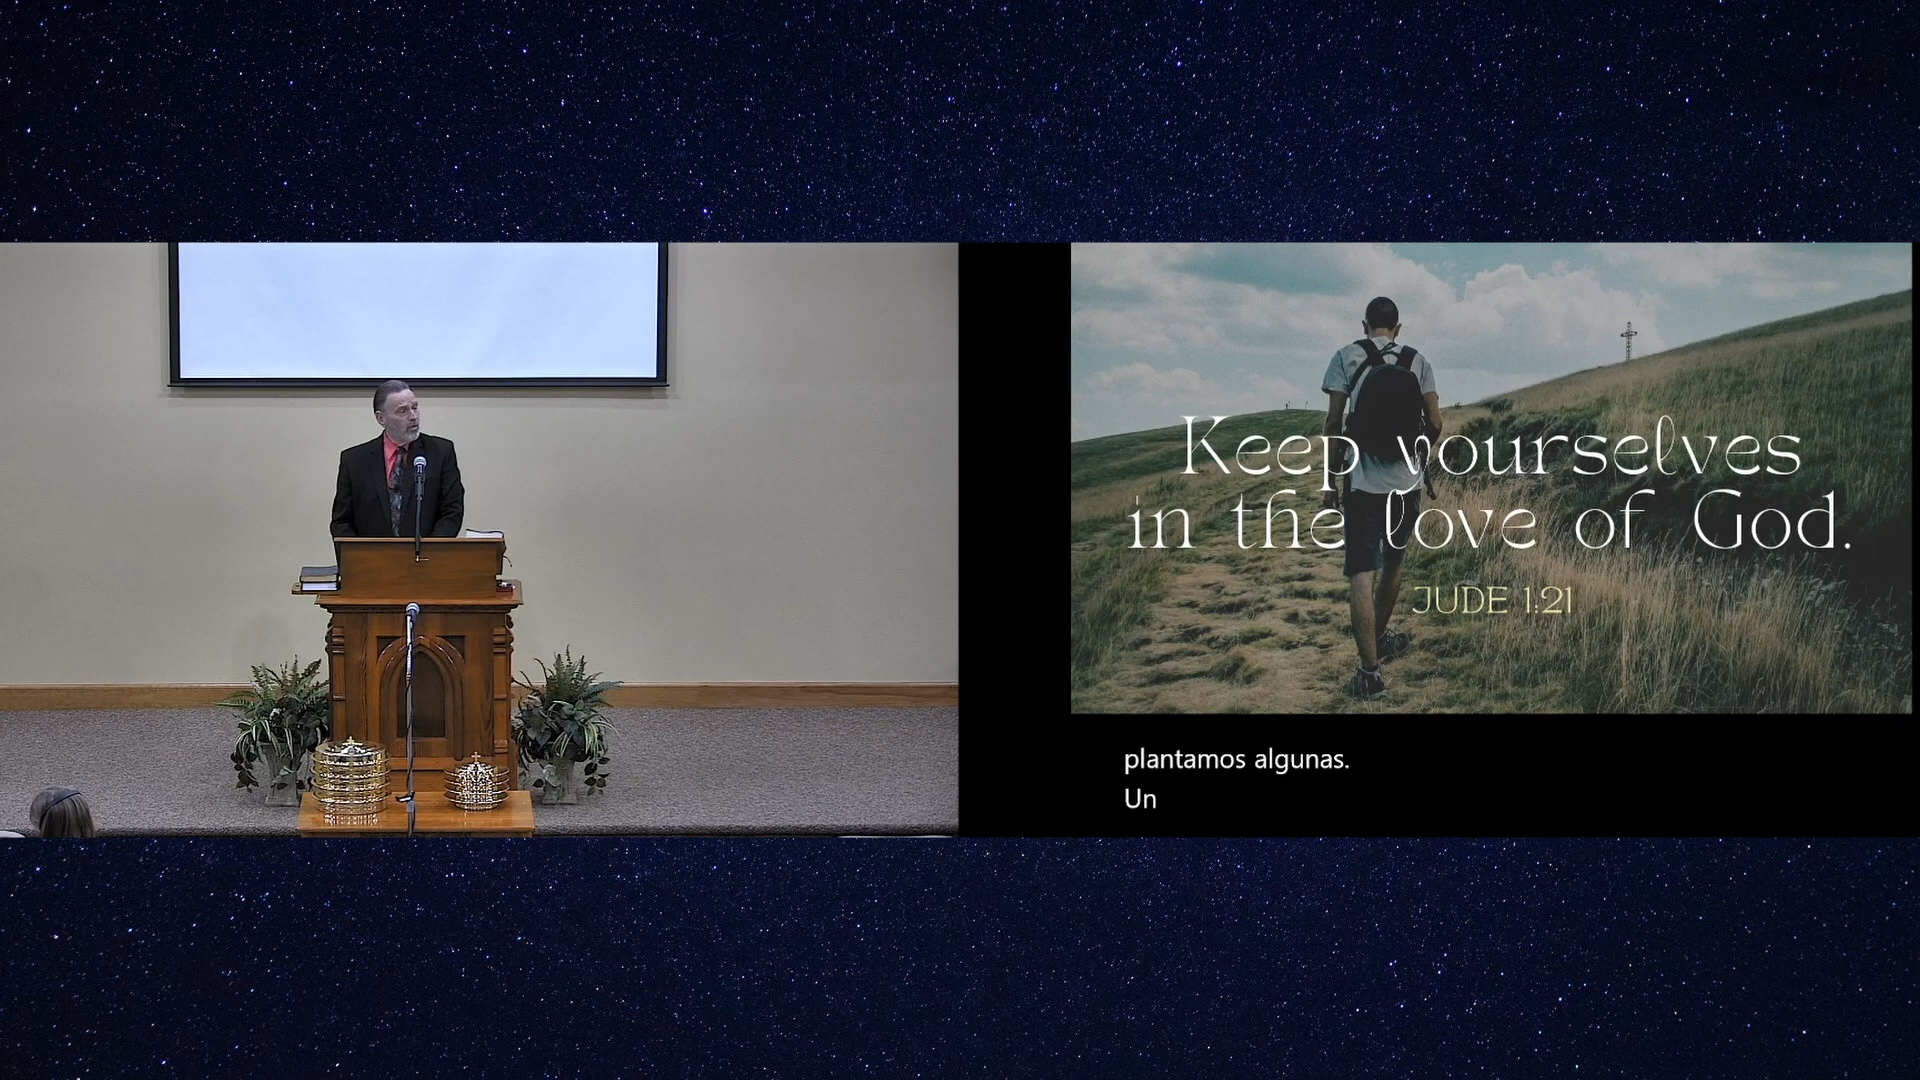 Keep yourselves
in the love of God.
JUDE 1:21
plantamos algunas.
Un